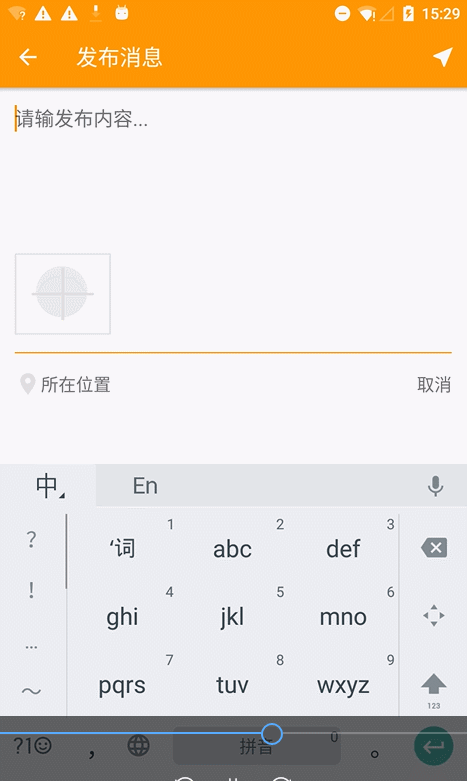 15:29
发布消息
请输发布内容...
所在位置 取消
中 En
? ‘词 1 abc 2 def 3
! ghi 4 jkl 5 mno 6
... pqrs 7 tuv 8 wxyz 9
～ 123
?1☺ , 拼音 ü 。